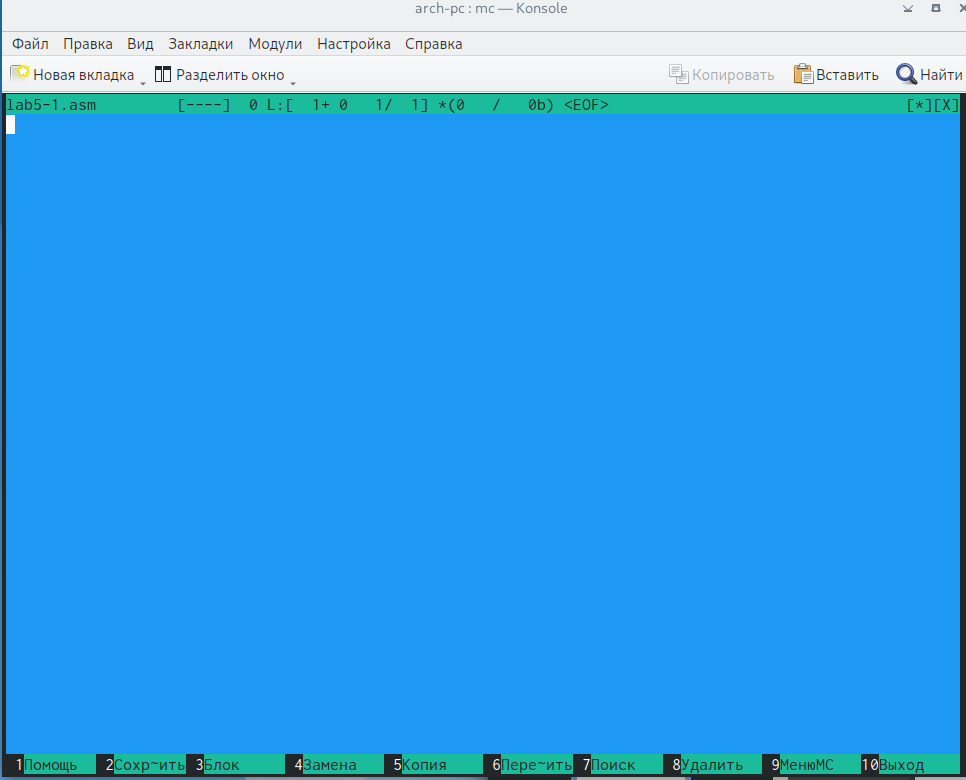 arch-pc : mc — Konsole
Файл Правка Вид Закладки Модули Настройка Справка
Новая вкладка Разделить окно Копировать Вставить Найти
lab5-1.asm [----] 0 L:[ 1+ 0 1/ 1] *(0 / 0b) <EOF> [*][X]
1Помощь 2Сохр~ить 3Блок 4Замена 5Копия 6Пере~ить 7Поиск 8Удалить 9МенюMC 10Выход